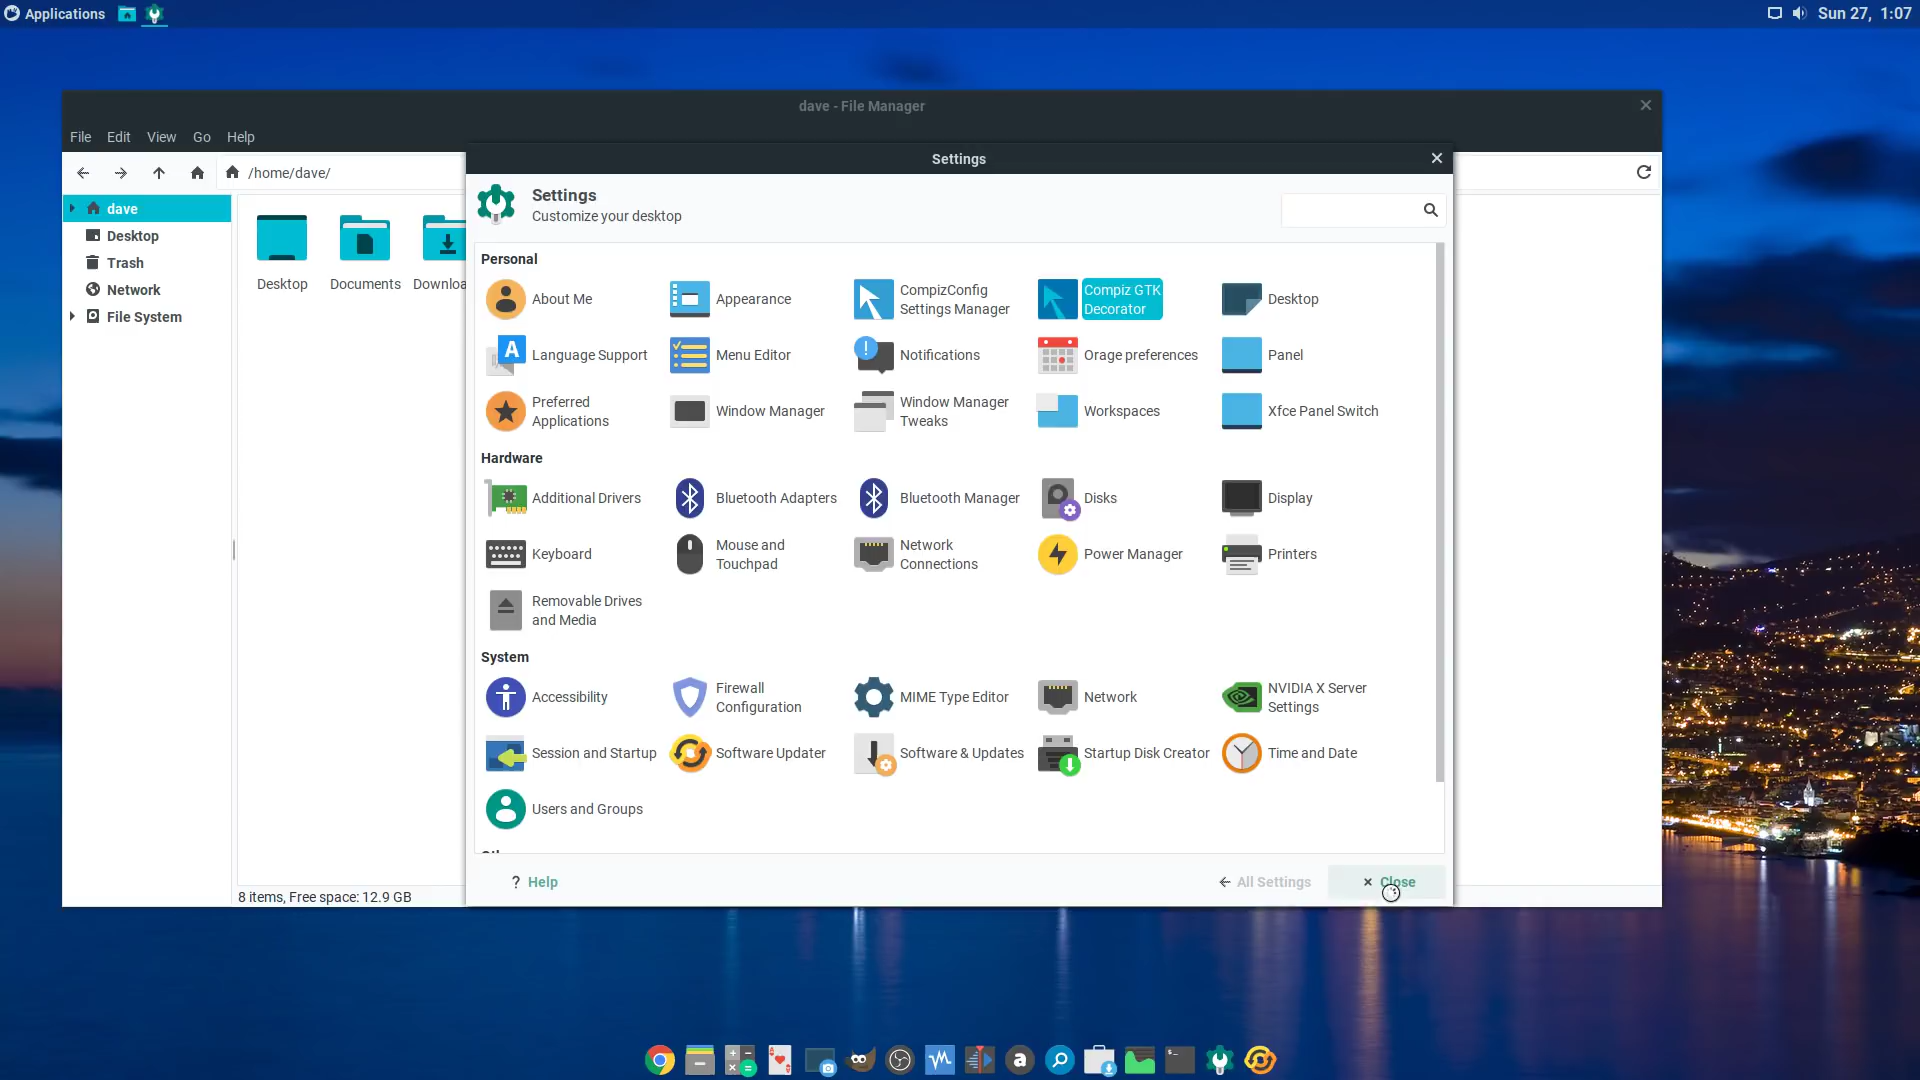 Applications
Sun 27, 1:07
dave - File Manager
File Edit View Go Help
/home/dave/
dave
Desktop
Trash
Network
File System
Desktop
Documents
Downloa
8 items, Free space: 12.9 GB
Settings
Settings
Customize your desktop
Personal
About Me
Appearance
CompizConfig
Settings Manager
Compiz GTK
Decorator
Desktop
Language Support
Menu Editor
Notifications
Orage preferences
Panel
Preferred
Applications
Window Manager
Window Manager
Tweaks
Workspaces
Xfce Panel Switch
Hardware
Additional Drivers
Bluetooth Adapters
Bluetooth Manager
Disks
Display
Keyboard
Mouse and
Touchpad
Network
Connections
Power Manager
Printers
Removable Drives
and Media
System
Accessibility
Firewall
Configuration
MIME Type Editor
Network
NVIDIA X Server
Settings
Session and Startup
Software Updater
Software & Updates
Startup Disk Creator
Time and Date
Users and Groups
? Help
All Settings
Close